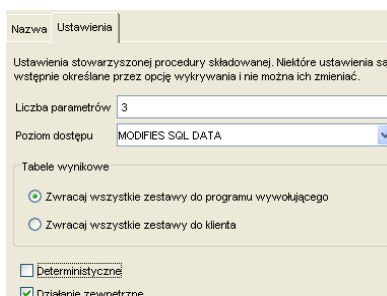 Nazwa Ustawienia
Ustawienia stowarzyszonej procedury składowanej. Niektóre ustawienia są
wstępnie określane przez opcję wykrywania i nie można ich zmieniać.
Liczba parametrów 3
Poziom dostępu MODIFIES SQL DATA
Tabele wynikowe
Zwracaj wszystkie zestawy do programu wywołującego
Zwracaj wszystkie zestawy do klienta
Deterministyczne
Działanie zewnętrzne